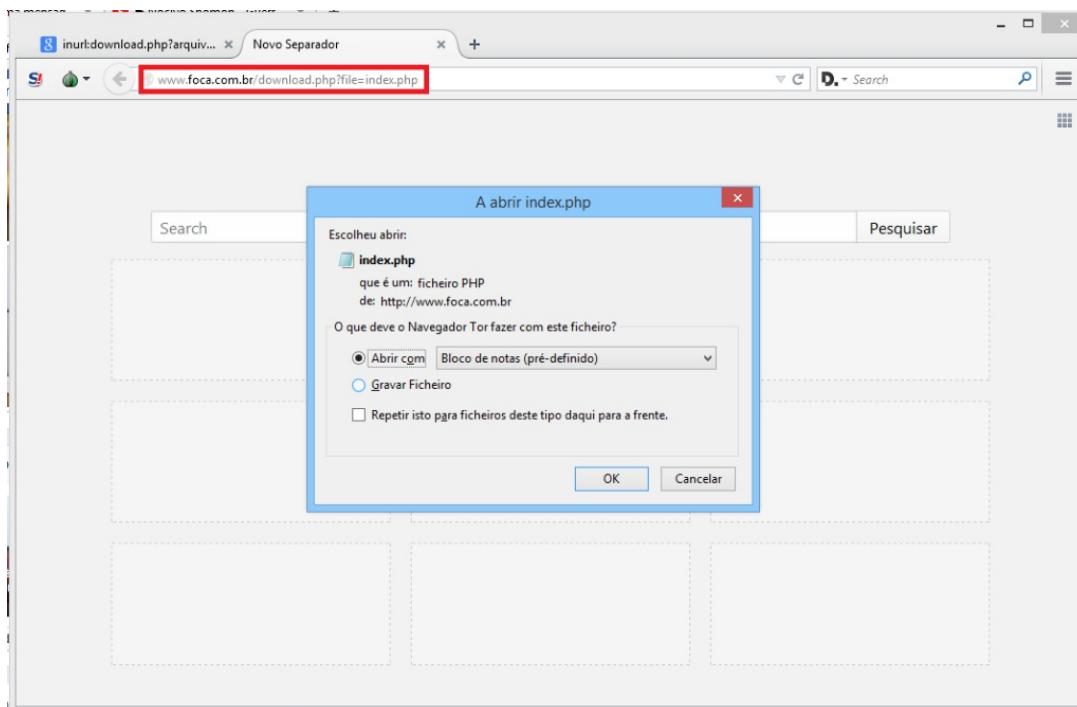 inurl:download.php?arquiv...
Novo Separador
www.foca.com.br/download.php?file=index.php
Search
A abrir index.php
Search
Pesquisar
Escolheu abrir:
index.php
que é um: ficheiro PHP
de: http://www.foca.com.br
O que deve o Navegador Tor fazer com este ficheiro?
Abrir com Bloco de notas (pré-definido)
Gravar Ficheiro
Repetir isto para ficheiros deste tipo daqui para a frente.
OK Cancelar